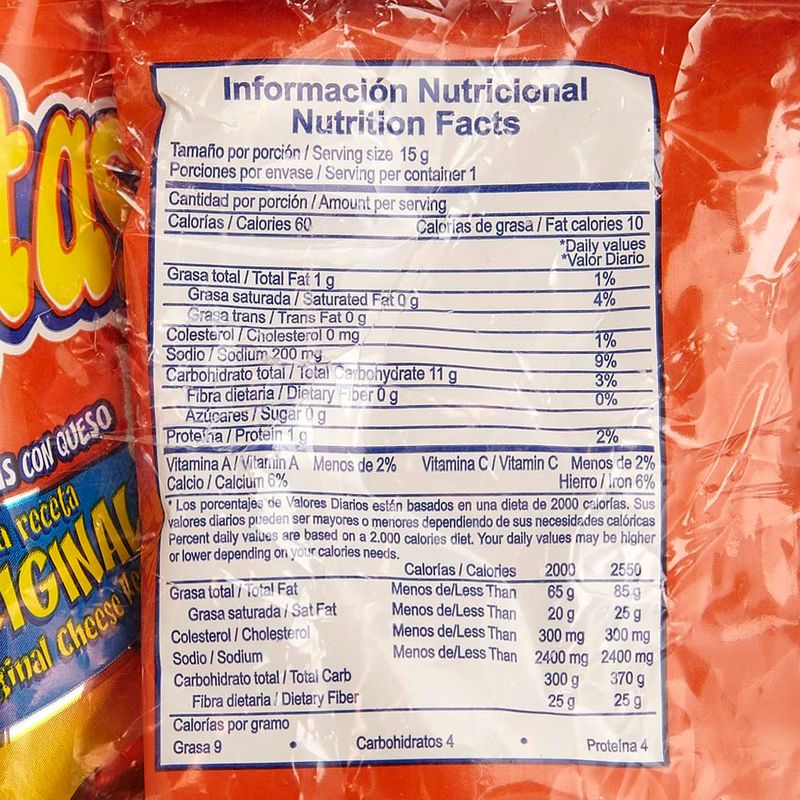 tas
S CON QUESO
receta
IGINAL
ginal cheese
Información Nutricional
Nutrition Facts
Tamaño por porción / Serving size 15 g
Porciones por envase / Serving per container 1
Cantidad por porción / Amount per serving
Calorías / Calories 60 Calorías de grasa / Fat calories 10
*Daily values
*Valor Diario
Grasa total / Total Fat 1 g 1%
Grasa saturada / Saturated Fat 0 g 4%
Grasa trans / Trans Fat 0 g
Colesterol / Cholesterol 0 mg 1%
Sodio / Sodium 200 mg 9%
Carbohidrato total / Total Carbohydrate 11 g 3%
Fibra dietaria / Dietary Fiber 0 g 0%
Azúcares / Sugar 0 g
Proteína / Protein 1 g 2%
Vitamina A / Vitamin A Menos de 2% Vitamina C / Vitamin C Menos de 2%
Calcio / Calcium 6% Hierro / Iron 6%
* Los porcentajes de Valores Diarios están basados en una dieta de 2000 calorías. Sus
valores diarios pueden ser mayores o menores dependiendo de sus necesidades calóricas
Percent daily values are based on a 2.000 calories diet. Your daily values may be higher
or lower depending on your calories needs.
Calorías / Calories 2000 2550
Grasa total / Total Fat Menos de/Less Than 65 g 85 g
Grasa saturada / Sat Fat Menos de/Less Than 20 g 25 g
Colesterol / Cholesterol Menos de/Less Than 300 mg 300 mg
Sodio / Sodium Menos de/Less Than 2400 mg 2400 mg
Carbohidrato total / Total Carb 300 g 370 g
Fibra dietaria / Dietary Fiber 25 g 25 g
Calorías por gramo
Grasa 9 • Carbohidratos 4 • Proteína 4